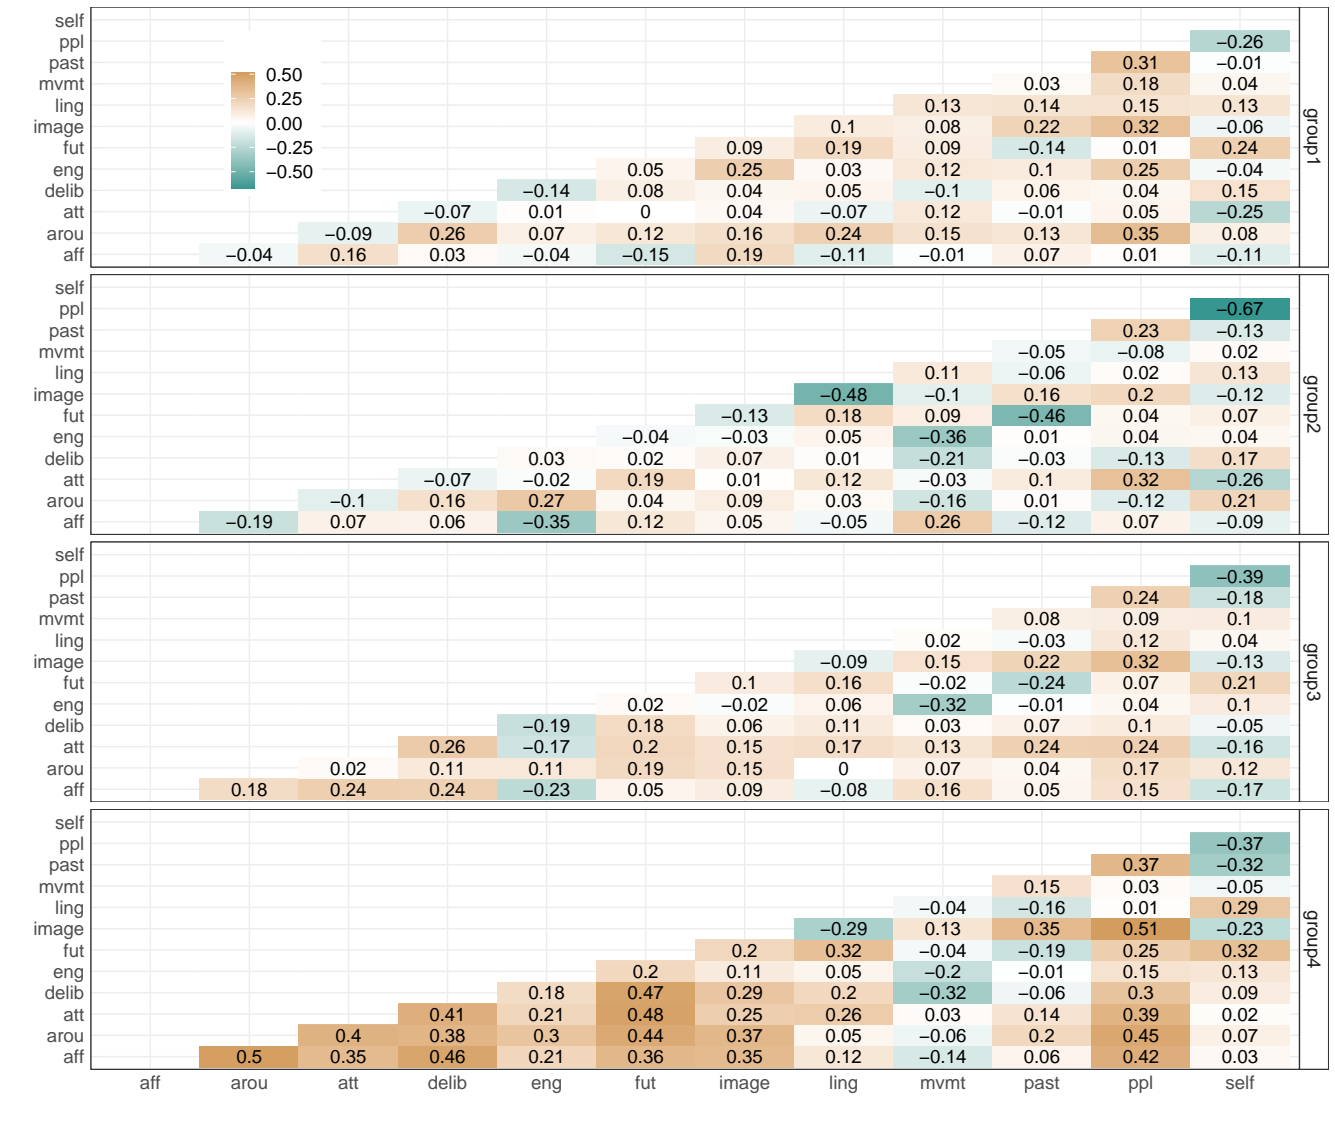 self
ppl −0.26
past 0.31 −0.01
mvmt 0.03 0.18 0.04
ling 0.13 0.14 0.15 0.13
image 0.1 0.08 0.22 0.32 −0.06
fut 0.09 0.19 0.09 −0.14 0.01 0.24
eng 0.05 0.25 0.03 0.12 0.1 0.25 −0.04
delib −0.14 0.08 0.04 0.05 −0.1 0.06 0.04 0.15
att −0.07 0.01 0 0.04 −0.07 0.12 −0.01 0.05 −0.25
arou −0.09 0.26 0.07 0.12 0.16 0.24 0.15 0.13 0.35 0.08
aff −0.04 0.16 0.03 −0.04 −0.15 0.19 −0.11 −0.01 0.07 0.01 −0.11
0.50
0.25
0.00
−0.25
−0.50
group1
self
ppl −0.67
past 0.23 −0.13
mvmt −0.05 −0.08 0.02
ling 0.11 −0.06 0.02 0.13
image −0.48 −0.1 0.16 0.2 −0.12
fut −0.13 0.18 0.09 −0.46 0.04 0.07
eng −0.04 −0.03 0.05 −0.36 0.01 0.04 0.04
delib 0.03 0.02 0.07 0.01 −0.21 −0.03 −0.13 0.17
att −0.07 −0.02 0.19 0.01 0.12 −0.03 0.1 0.32 −0.26
arou −0.1 0.16 0.27 0.04 0.09 0.03 −0.16 0.01 −0.12 0.21
aff −0.19 0.07 0.06 −0.35 0.12 0.05 −0.05 0.26 −0.12 0.07 −0.09
group2
self
ppl −0.39
past 0.24 −0.18
mvmt 0.08 0.09 0.1
ling 0.02 −0.03 0.12 0.04
image −0.09 0.15 0.22 0.32 −0.13
fut 0.1 0.16 −0.02 −0.24 0.07 0.21
eng 0.02 −0.02 0.06 −0.32 −0.01 0.04 0.1
delib −0.19 0.18 0.06 0.11 0.03 0.07 0.1 −0.05
att 0.26 −0.17 0.2 0.15 0.17 0.13 0.24 0.24 −0.16
arou 0.02 0.11 0.11 0.19 0.15 0 0.07 0.04 0.17 0.12
aff 0.18 0.24 0.24 −0.23 0.05 0.09 −0.08 0.16 0.05 0.15 −0.17
group3
self
ppl −0.37
past 0.37 −0.32
mvmt 0.15 0.03 −0.05
ling −0.04 −0.16 0.01 0.29
image −0.29 0.13 0.35 0.51 −0.23
fut 0.2 0.32 −0.04 −0.19 0.25 0.32
eng 0.2 0.11 0.05 −0.2 −0.01 0.15 0.13
delib 0.18 0.47 0.29 0.2 −0.32 −0.06 0.3 0.09
att 0.41 0.21 0.48 0.25 0.26 0.03 0.14 0.39 0.02
arou 0.4 0.38 0.3 0.44 0.37 0.05 −0.06 0.2 0.45 0.07
aff 0.5 0.35 0.46 0.21 0.36 0.35 0.12 −0.14 0.06 0.42 0.03
group4
aff arou att delib eng fut image ling mvmt past ppl self